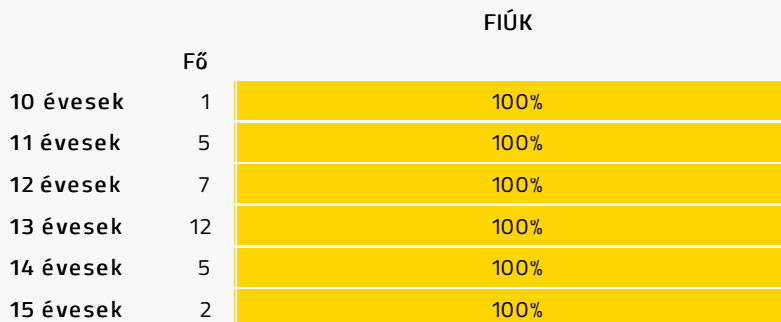 FIÚK
Fő
10 évesek 1 100%
11 évesek 5 100%
12 évesek 7 100%
13 évesek 12 100%
14 évesek 5 100%
15 évesek 2 100%